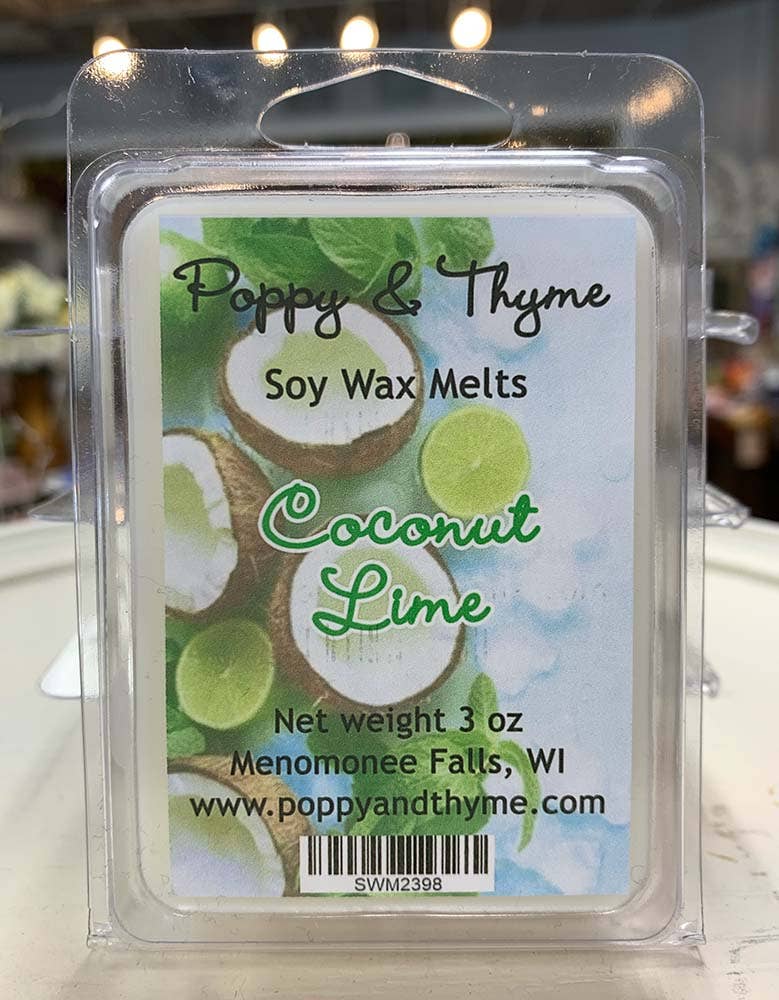 Poppy & Thyme
Soy Wax Melts
Coconut
Lime
Net weight 3 oz
Menomonee Falls, WI
www.poppyandthyme.com
SWM2398